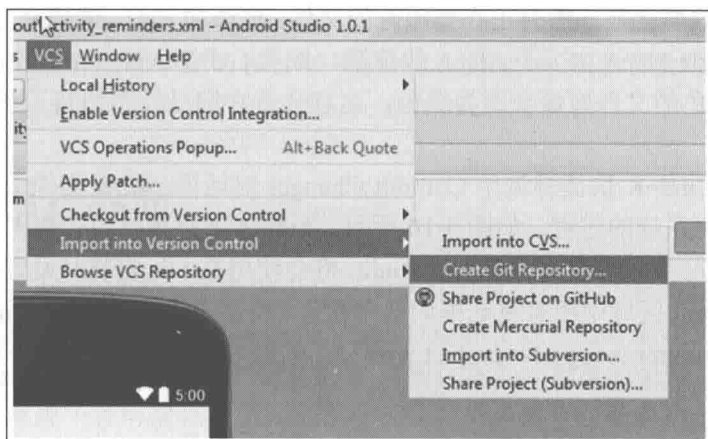 out\activity_reminders.xml - Android Studio 1.0.1
VCS Window Help
Local History
Enable Version Control Integration...
VCS Operations Popup... Alt+Back Quote
Apply Patch...
Checkout from Version Control
Import into Version Control
Browse VCS Repository
Import into CVS...
Create Git Repository...
Share Project on GitHub
Create Mercurial Repository
Import into Subversion...
Share Project (Subversion)...
5:00